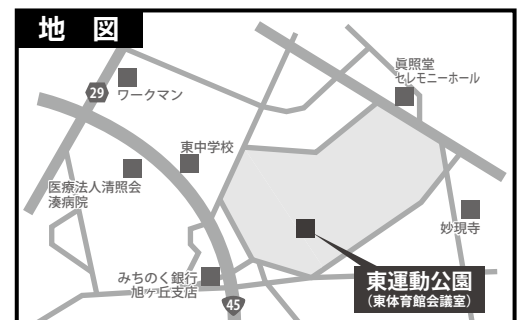 地 図
眞照堂
セレモニーホール
29
ワークマン
東中学校
医療法人清照会
湊病院
妙現寺
みちのく銀行
旭ヶ丘支店
45
東運動公園
（東体育館会議室）